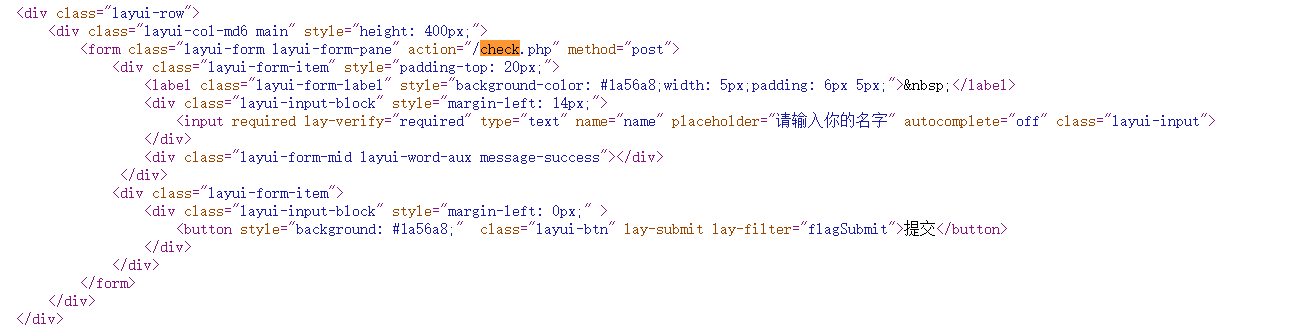 <div class="layui-row">
<div class="layui-col-md6 main" style="height: 400px;">
<form class="layui-form layui-form-pane" action="/check.php" method="post">
<div class="layui-form-item" style="padding-top: 20px;">
<label class="layui-form-label" style="background-color: #1a56a8;width: 5px;padding: 6px 5px;">&nbsp;</label>
<div class="layui-input-block" style="margin-left: 14px;">
<input required lay-verify="required" type="text" name="name" placeholder="请输入你的名字" autocomplete="off" class="layui-input">
</div>
<div class="layui-form-mid layui-word-aux message-success"></div>
</div>
<div class="layui-form-item">
<div class="layui-input-block" style="margin-left: 0px;" >
<button style="background: #1a56a8;"  class="layui-btn" lay-submit lay-filter="flagSubmit">提交</button>
</div>
</div>
</form>
</div>
</div>